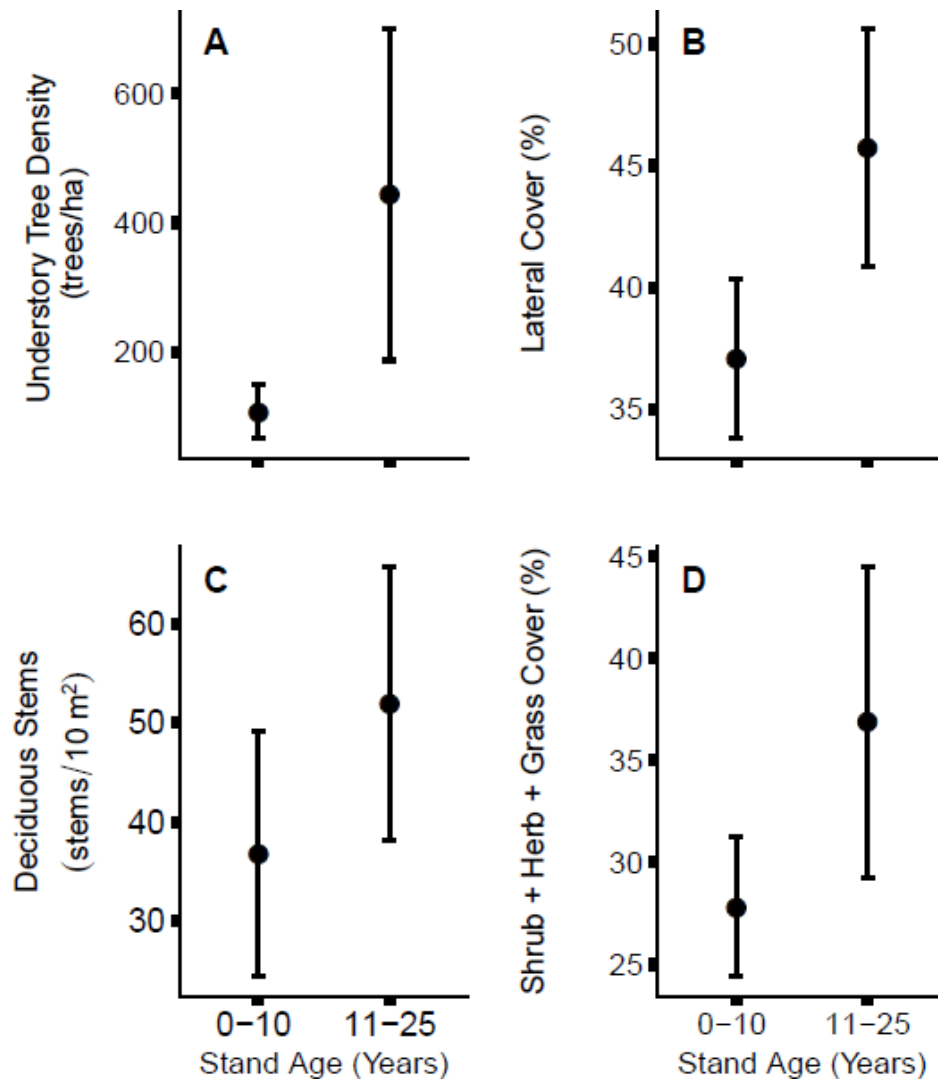 A
Understory Tree Density
(trees/ha)
600
400
200
B
Lateral Cover (%)
50
45
40
35
C
Deciduous Stems
(stems/10 m²)
60
50
40
30
0−10 11−25
Stand Age (Years)
D
Shrub + Herb + Grass Cover (%)
45
40
35
30
25
0−10 11−25
Stand Age (Years)